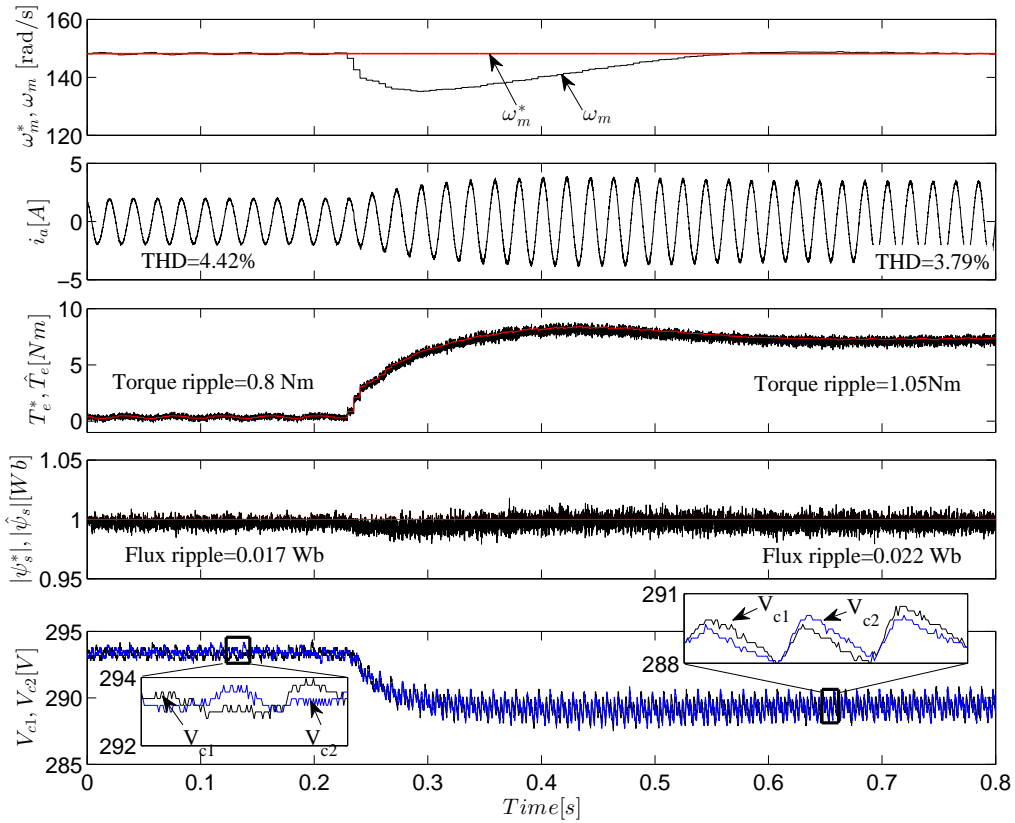 160
140
120
ω*m, ωm [rad/s]
ω*m
ωm
5
0
−5
ia[A]
THD=4.42%
THD=3.79%
10
5
0
T*e, T̂e[Nm]
Torque ripple=0.8 Nm
Torque ripple=1.05Nm
1.05
1
0.95
|ψ*s|, |ψ̂s|[Wb]
Flux ripple=0.017 Wb
Flux ripple=0.022 Wb
295
290
285
Vc1, Vc2[V]
294
292
Vc1
Vc2
291
288
Vc1
Vc2
0 0.1 0.2 0.3 0.4 0.5 0.6 0.7 0.8
Time[s]